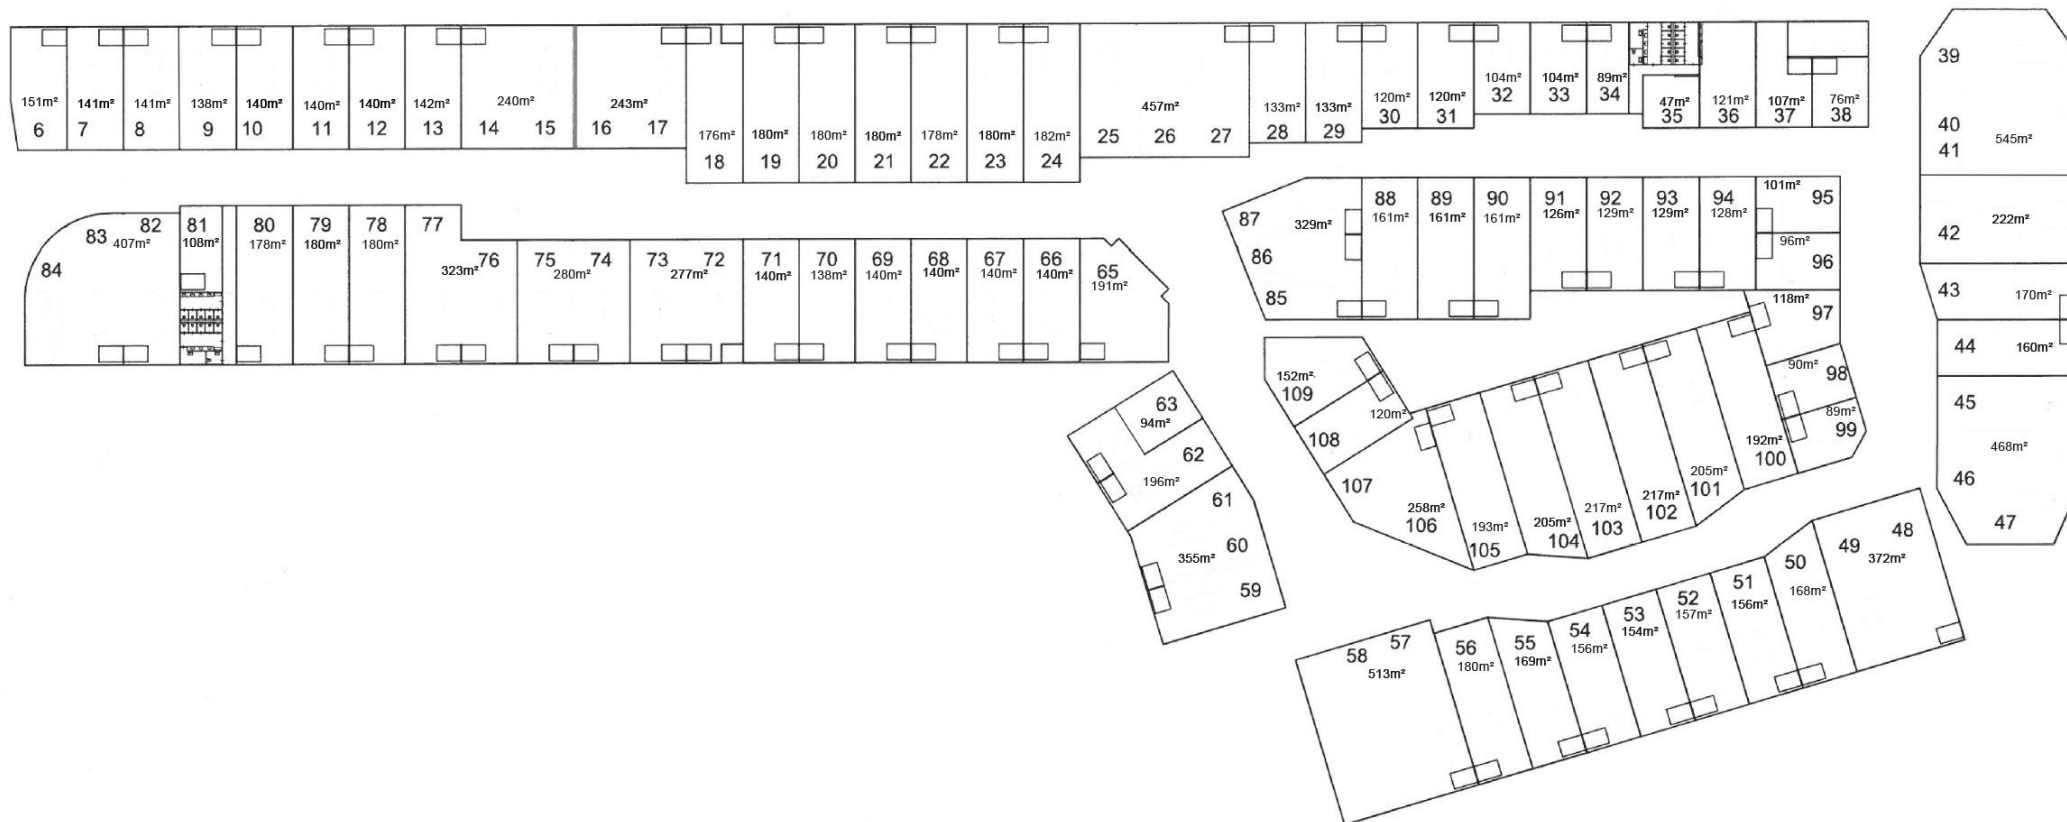 151m² 141m² 141m² 138m² 140m² 140m² 140m² 142m² 240m² 243m²
6 7 8 9 10 11 12 13 14 15 16 17
176m² 180m² 180m² 180m² 178m² 180m² 182m²
18 19 20 21 22 23 24
457m²
25 26 27
133m² 133m²
28 29
120m² 120m²
30 31
104m² 104m² 89m²
32 33 34
47m² 121m² 107m² 76m²
35 36 37 38
39
40
41
545m²
42
222m²
43
170m²
44
160m²
45
468m²
46
47
84 83 82
407m²
81
108m²
80 79 78 77
178m² 180m² 180m²
323m²
76
75 74
280m²
73 72
277m²
71 70 69 68 67 66 65
140m² 138m² 140m² 140m² 140m² 140m² 191m²
87
329m²
86
85
88 89 90 91 92 93 94
161m² 161m² 161m² 126m² 129m² 129m² 128m²
101m²
95
96m²
96
118m²
97
90m²
98
89m²
99
192m²
100
205m²
101
217m²
102
217m²
103
205m²
104
193m²
105
258m²
106
107
108
120m²
152m²
109
63
94m²
62
196m²
61
60
355m²
59
58 57
513m²
56
180m²
55
169m²
54
156m²
53
154m²
52
157m²
51
156m²
50
168m²
49 48
372m²